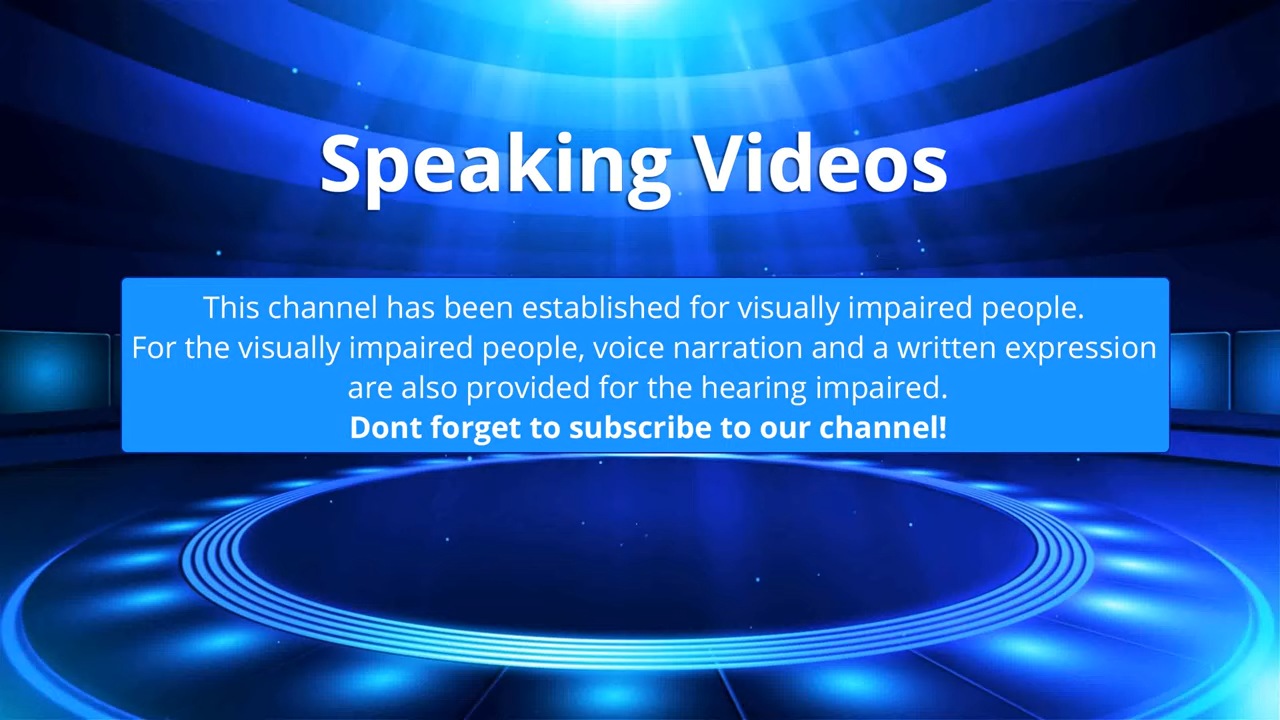 Speaking Videos
This channel has been established for visually impaired people.
For the visually impaired people, voice narration and a written expression
are also provided for the hearing impaired.
Dont forget to subscribe to our channel!